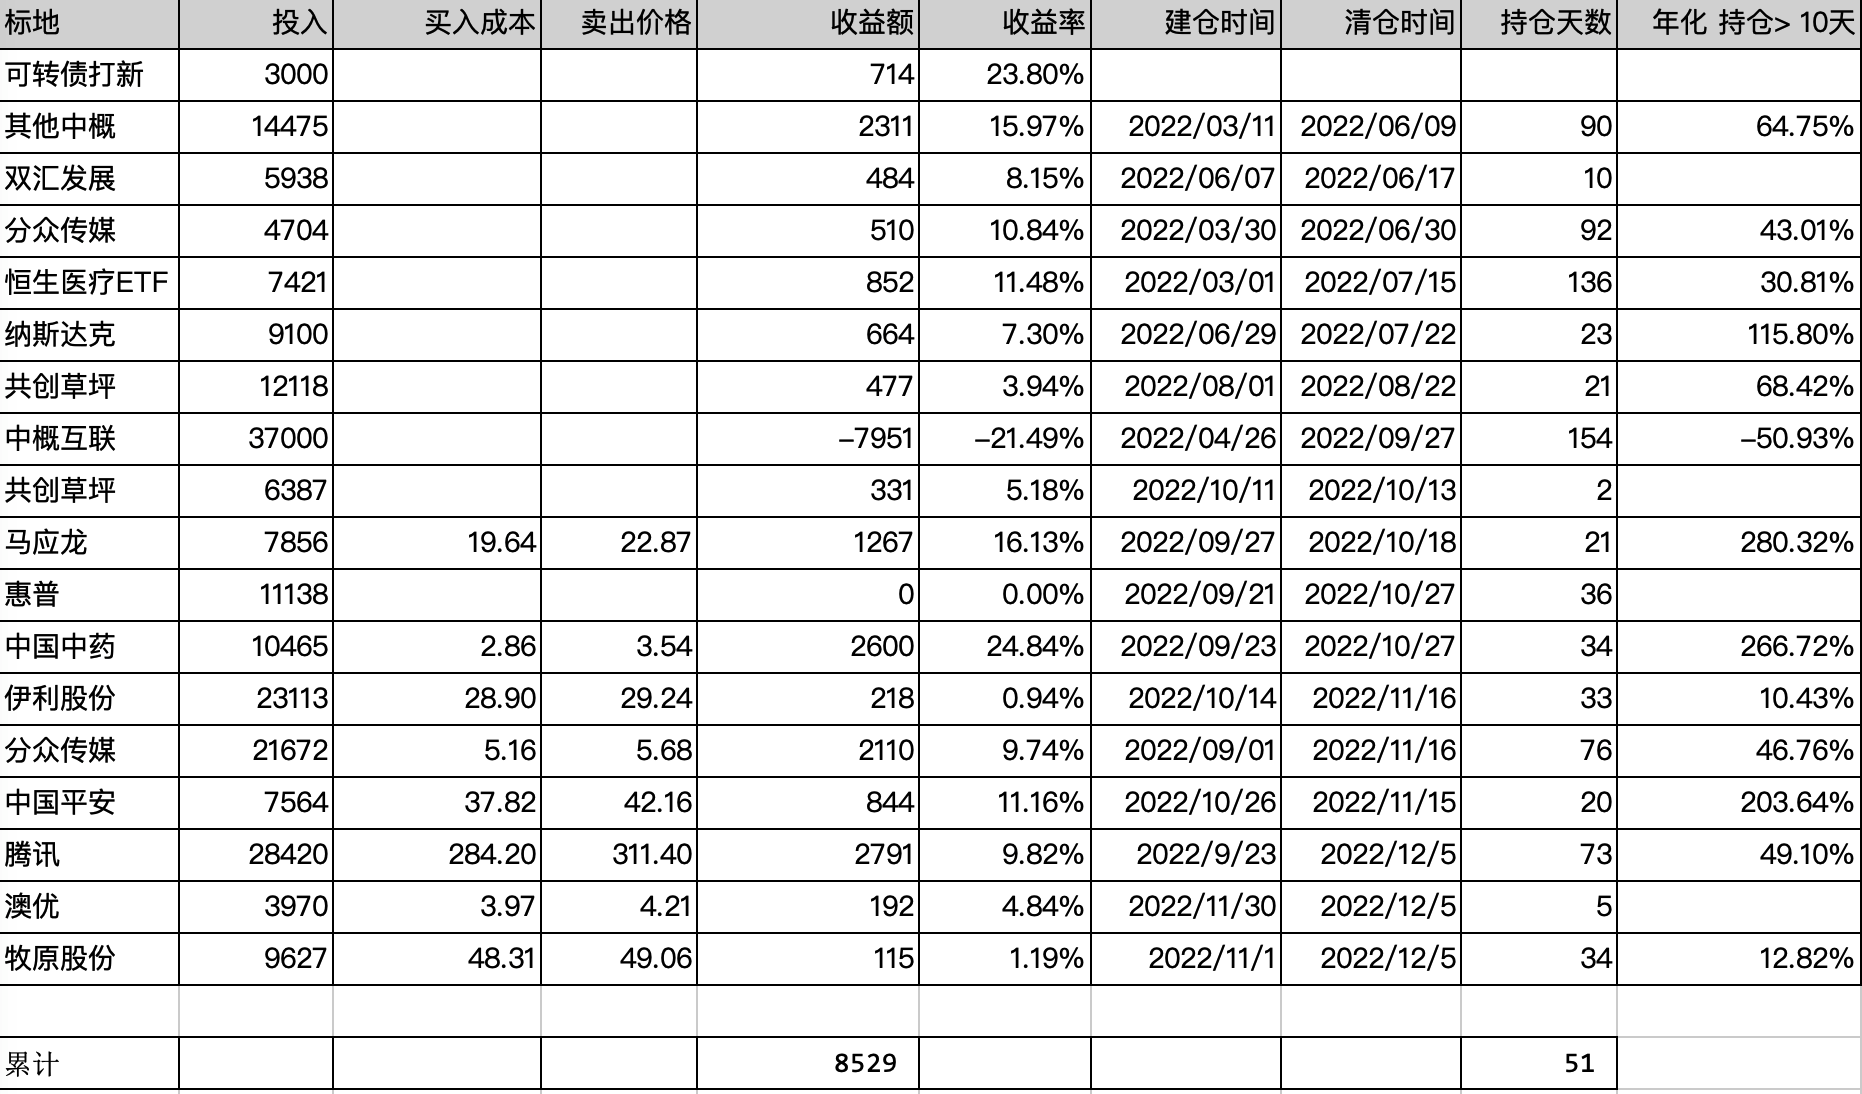 标地 投入 买入成本 卖出价格 收益额 收益率 建仓时间 清仓时间 持仓天数 年化 持仓> 10天
可转债打新 3000 714 23.80%
其他中概 14475 2311 15.97% 2022/03/11 2022/06/09 90 64.75%
双汇发展 5938 484 8.15% 2022/06/07 2022/06/17 10
分众传媒 4704 510 10.84% 2022/03/30 2022/06/30 92 43.01%
恒生医疗ETF 7421 852 11.48% 2022/03/01 2022/07/15 136 30.81%
纳斯达克 9100 664 7.30% 2022/06/29 2022/07/22 23 115.80%
共创草坪 12118 477 3.94% 2022/08/01 2022/08/22 21 68.42%
中概互联 37000 −7951 −21.49% 2022/04/26 2022/09/27 154 −50.93%
共创草坪 6387 331 5.18% 2022/10/11 2022/10/13 2
马应龙 7856 19.64 22.87 1267 16.13% 2022/09/27 2022/10/18 21 280.32%
惠普 11138 0 0.00% 2022/09/21 2022/10/27 36
中国中药 10465 2.86 3.54 2600 24.84% 2022/09/23 2022/10/27 34 266.72%
伊利股份 23113 28.90 29.24 218 0.94% 2022/10/14 2022/11/16 33 10.43%
分众传媒 21672 5.16 5.68 2110 9.74% 2022/09/01 2022/11/16 76 46.76%
中国平安 7564 37.82 42.16 844 11.16% 2022/10/26 2022/11/15 20 203.64%
腾讯 28420 284.20 311.40 2791 9.82% 2022/9/23 2022/12/5 73 49.10%
澳优 3970 3.97 4.21 192 4.84% 2022/11/30 2022/12/5 5
牧原股份 9627 48.31 49.06 115 1.19% 2022/11/1 2022/12/5 34 12.82%
累计 8529 51